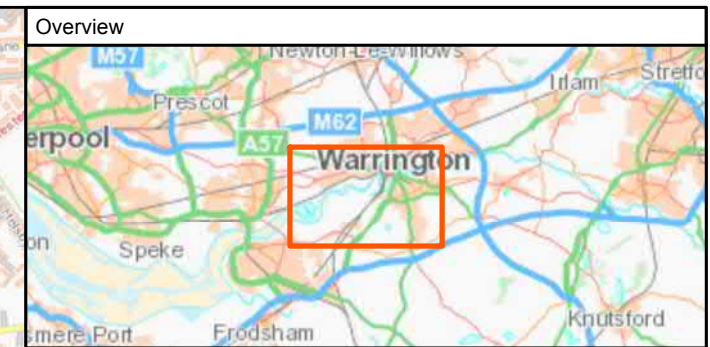 Overview
M57
Newton-Le-Willows
Irlam
Stretfo
Prescot
M62
erpool
A57
Warrington
on
Speke
Knutsford
smere Port
Frodsham